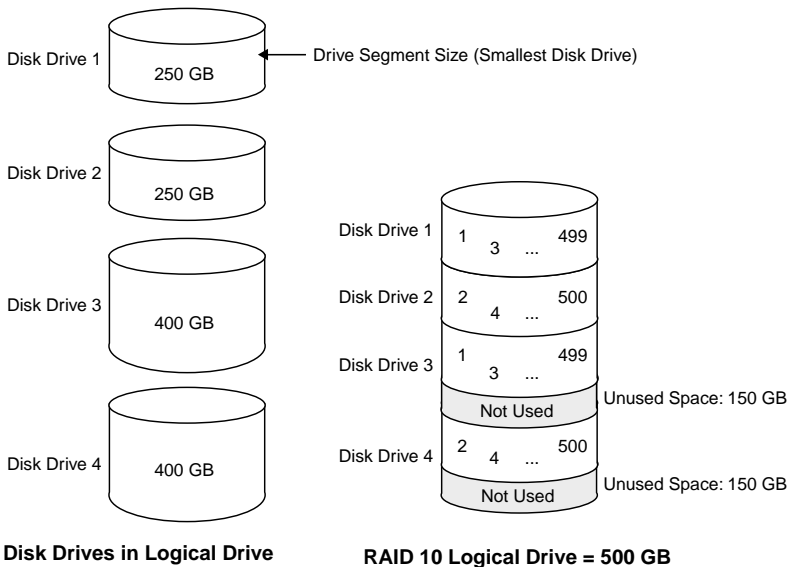 Disk Drive 1
250 GB
Drive Segment Size (Smallest Disk Drive)
Disk Drive 2
250 GB
Disk Drive 3
400 GB
Disk Drive 4
400 GB
Disk Drives in Logical Drive
Disk Drive 1
1 3 ... 499
Disk Drive 2
2 4 ... 500
Disk Drive 3
1 3 ... 499
Not Used
Unused Space: 150 GB
Disk Drive 4
2 4 ... 500
Not Used
Unused Space: 150 GB
RAID 10 Logical Drive = 500 GB